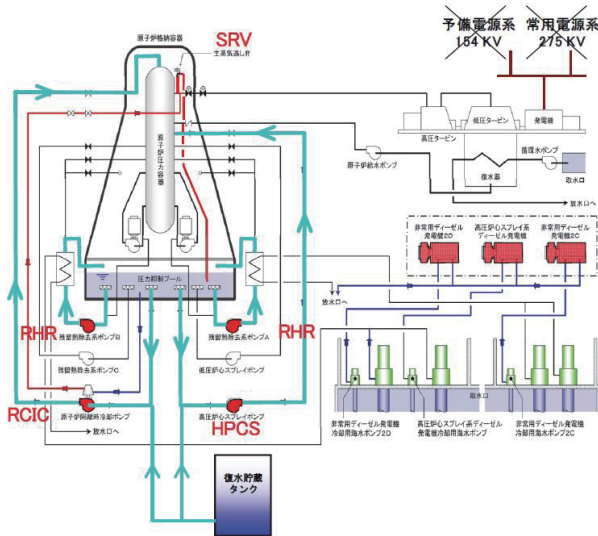 原子炉格納容器
SRV
主蒸気逃し弁
予備電源系
154 KV
常用電源系
275 KV
原子炉圧力容器
高圧タービン
低圧タービン
発電機
循環水ポンプ
原子炉給水ポンプ
復水器
取水口
放水口へ
非常用ディーゼル
発電機2D
高圧炉心スプレイ系
ディーゼル発電機
非常用ディーゼル
発電機2C
圧力抑制プール
放水口へ
RHR
残留熱除去系ポンプB
残留熱除去系ポンプA
RHR
残留熱除去系ポンプC
低圧炉心スプレイポンプ
RCIC
原子炉隔離時冷却ポンプ
高圧炉心スプレイポンプ
HPCS
放水口へ
取水口
非常用ディーゼル発電機
冷却用海水ポンプ2D
高圧炉心スプレイ系ディーゼル
発電機冷却用海水ポンプ
非常用ディーゼル発電機
冷却用海水ポンプ2C
復水貯蔵
タンク